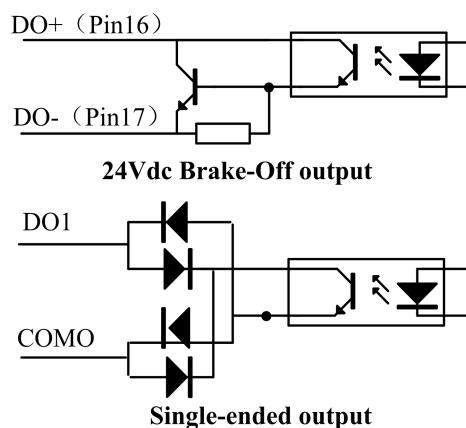 DO+（Pin16）
DO-（Pin17）
24Vdc Brake-Off output
DO1
COMO
Single-ended output